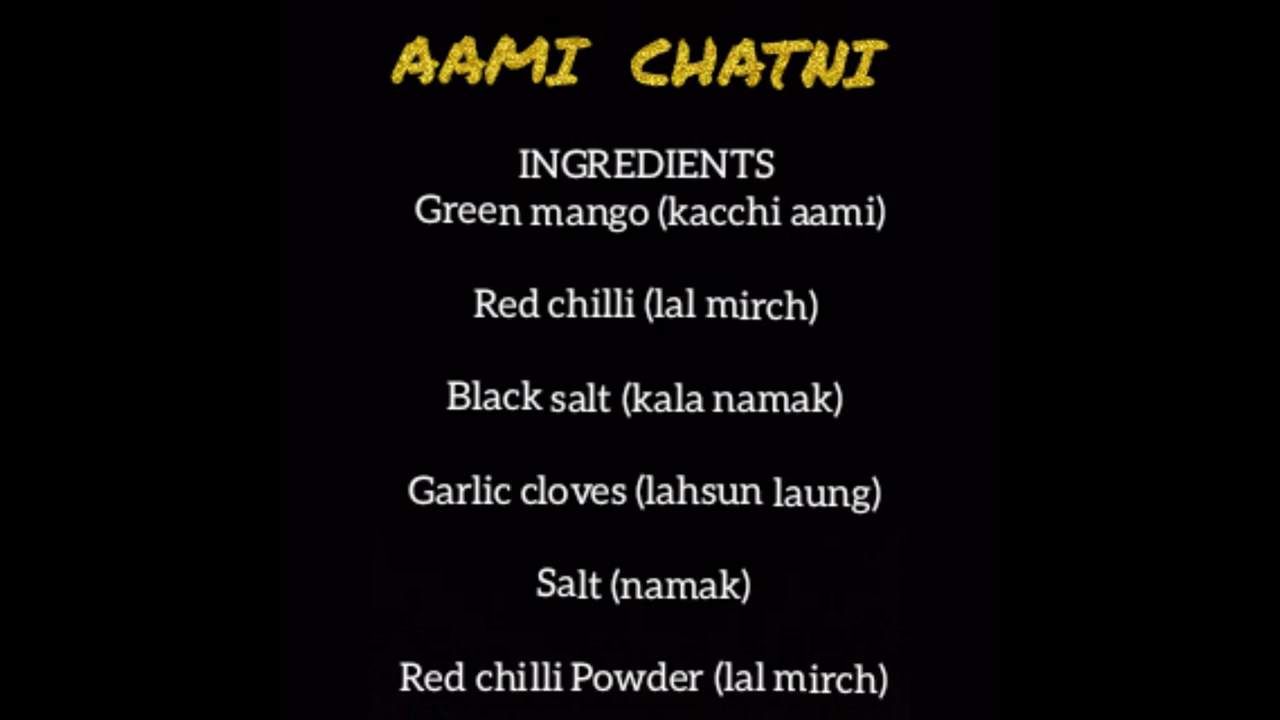 AAMI CHATNI
INGREDIENTS
Green mango (kacchi aami)
Red chilli (lal mirch)
Black salt (kala namak)
Garlic cloves (lahsun laung)
Salt (namak)
Red chilli Powder (lal mirch)